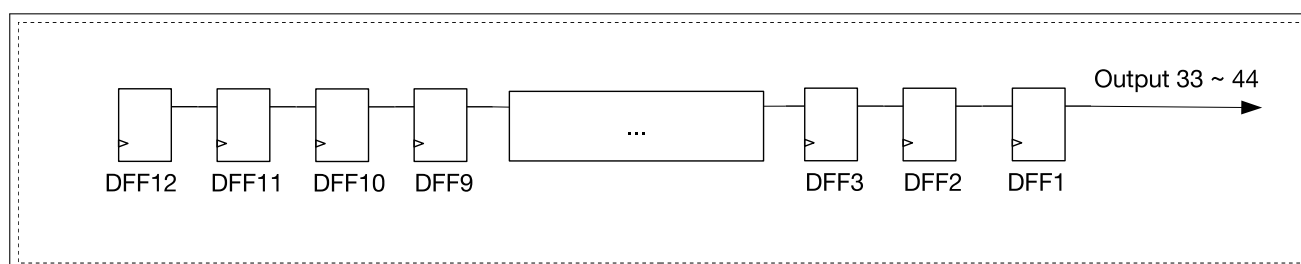 Output 33 ~ 44
...
DFF12 DFF11 DFF10 DFF9 DFF3 DFF2 DFF1